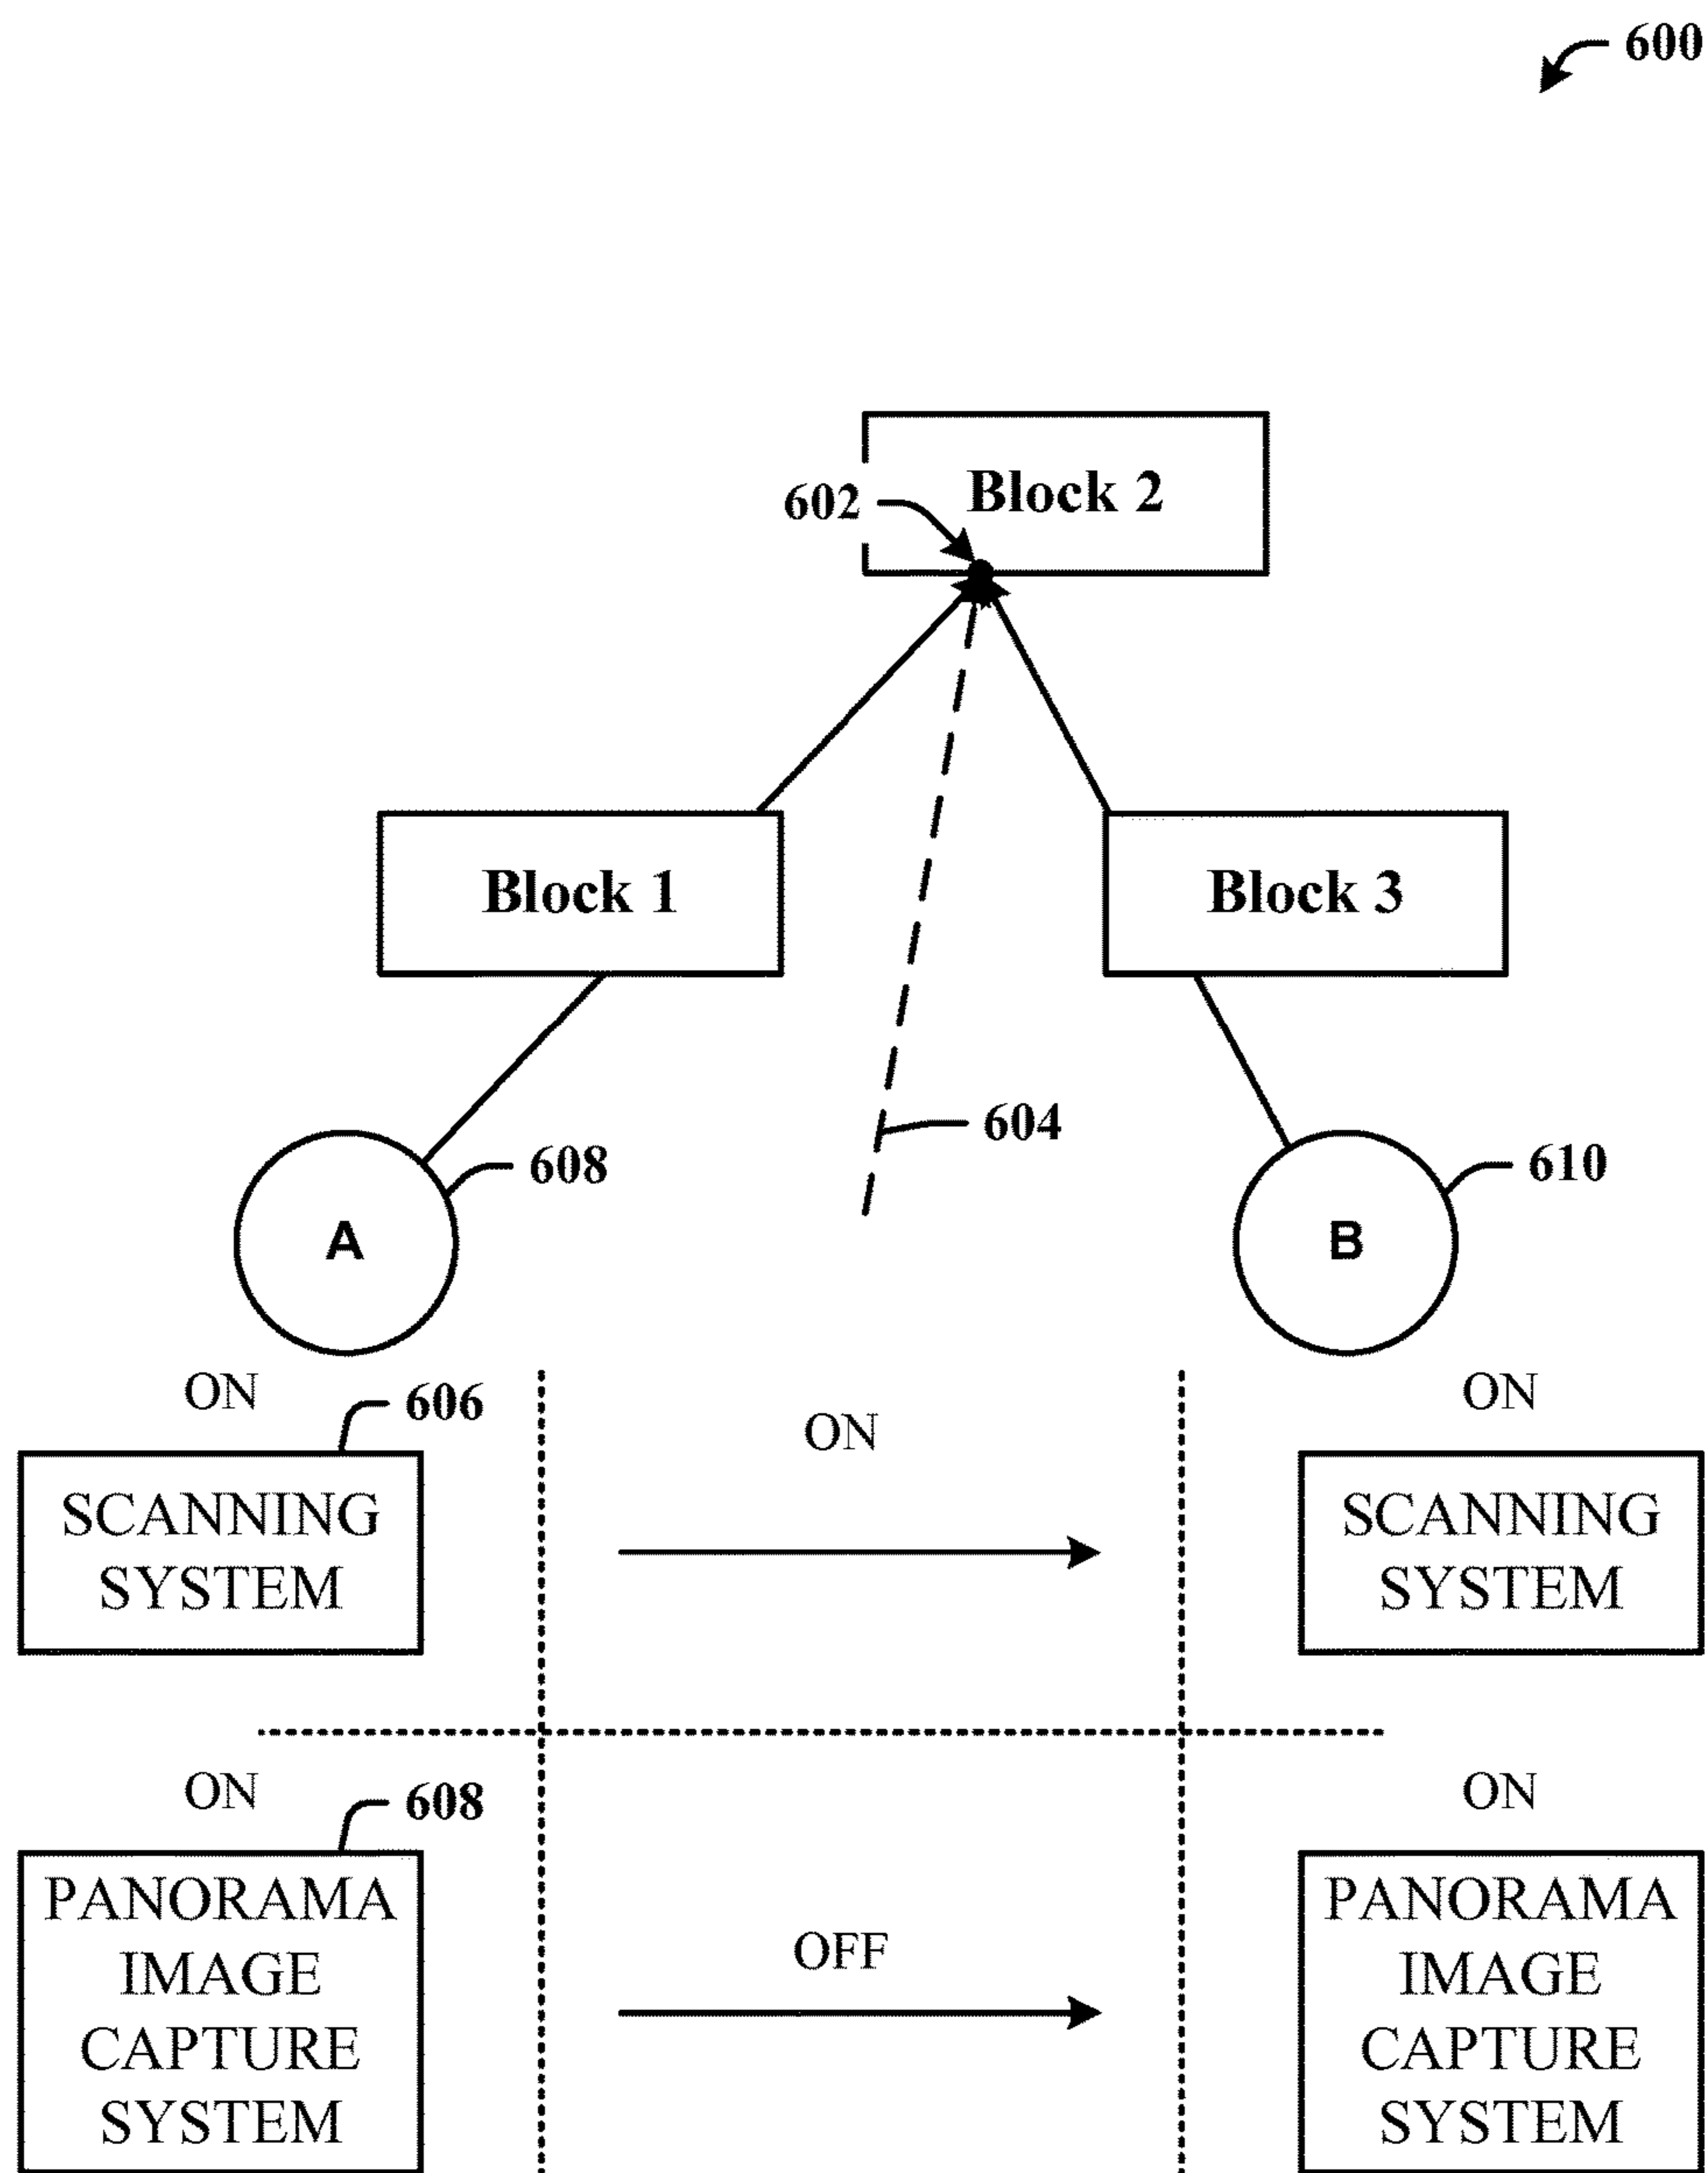 600
Block 2
602
Block 1
Block 3
604
608
610
A
B
ON
606
ON
ON
SCANNING
SYSTEM
SCANNING
SYSTEM
ON
608
ON
PANORAMA
IMAGE
CAPTURE
SYSTEM
OFF
PANORAMA
IMAGE
CAPTURE
SYSTEM